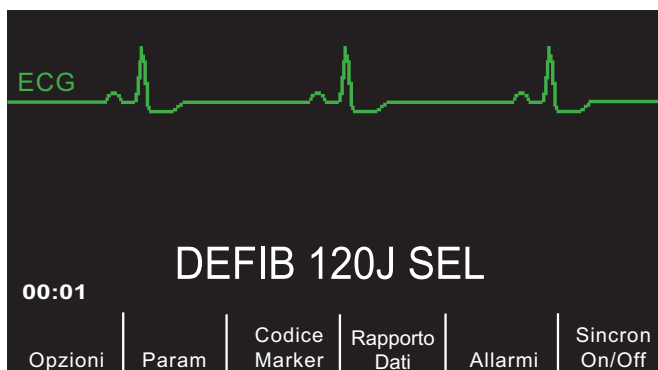 ECG
DEFIB 120J SEL
00:01
Opzioni
Param
Codice
Marker
Rapporto
Dati
Allarmi
Sincron
On/Off